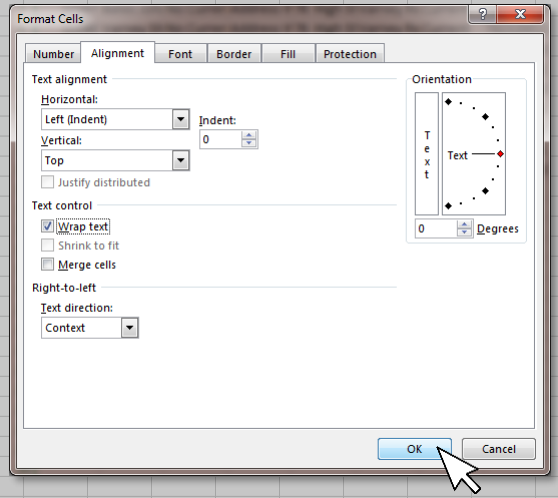 Format Cells
Number Alignment Font Border Fill Protection
Text alignment
Horizontal:
Left (Indent)
Indent:
0
Vertical:
Top
Justify distributed
Text control
Wrap text
Shrink to fit
Merge cells
Right-to-left
Text direction:
Context
Orientation
Text
Text
0 Degrees
OK Cancel